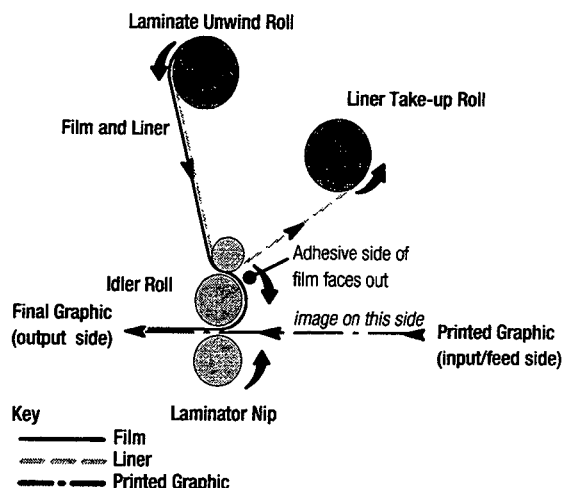 Laminate Unwind Roll
Liner Take-up Roll
Film and Liner
Adhesive side of
film faces out
Idler Roll
Final Graphic
(output side)
image on this side
Printed Graphic
(input/feed side)
Laminator Nip
Key
Film
Liner
Printed Graphic